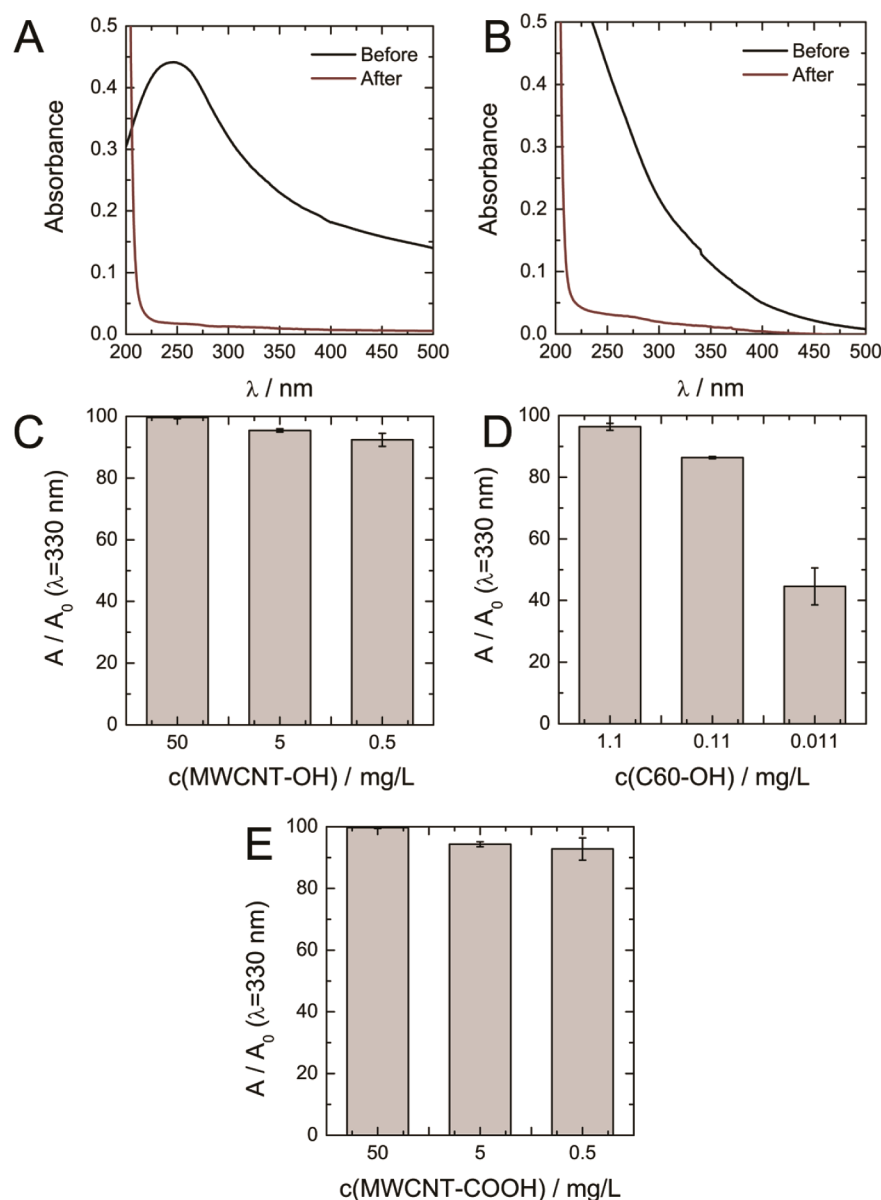 A
0.5
0.4
0.3
0.2
0.1
0.0
Absorbance
Before
After
200 250 300 350 400 450 500
λ / nm
B
0.5
0.4
0.3
0.2
0.1
0.0
Absorbance
Before
After
200 250 300 350 400 450 500
λ / nm
C
100
80
60
40
20
0
A / A₀ (λ=330 nm)
50 5 0.5
c(MWCNT-OH) / mg/L
D
100
80
60
40
20
0
A / A₀ (λ=330 nm)
1.1 0.11 0.011
c(C60-OH) / mg/L
E
100
80
60
40
20
0
A / A₀ (λ=330 nm)
50 5 0.5
c(MWCNT-COOH) / mg/L